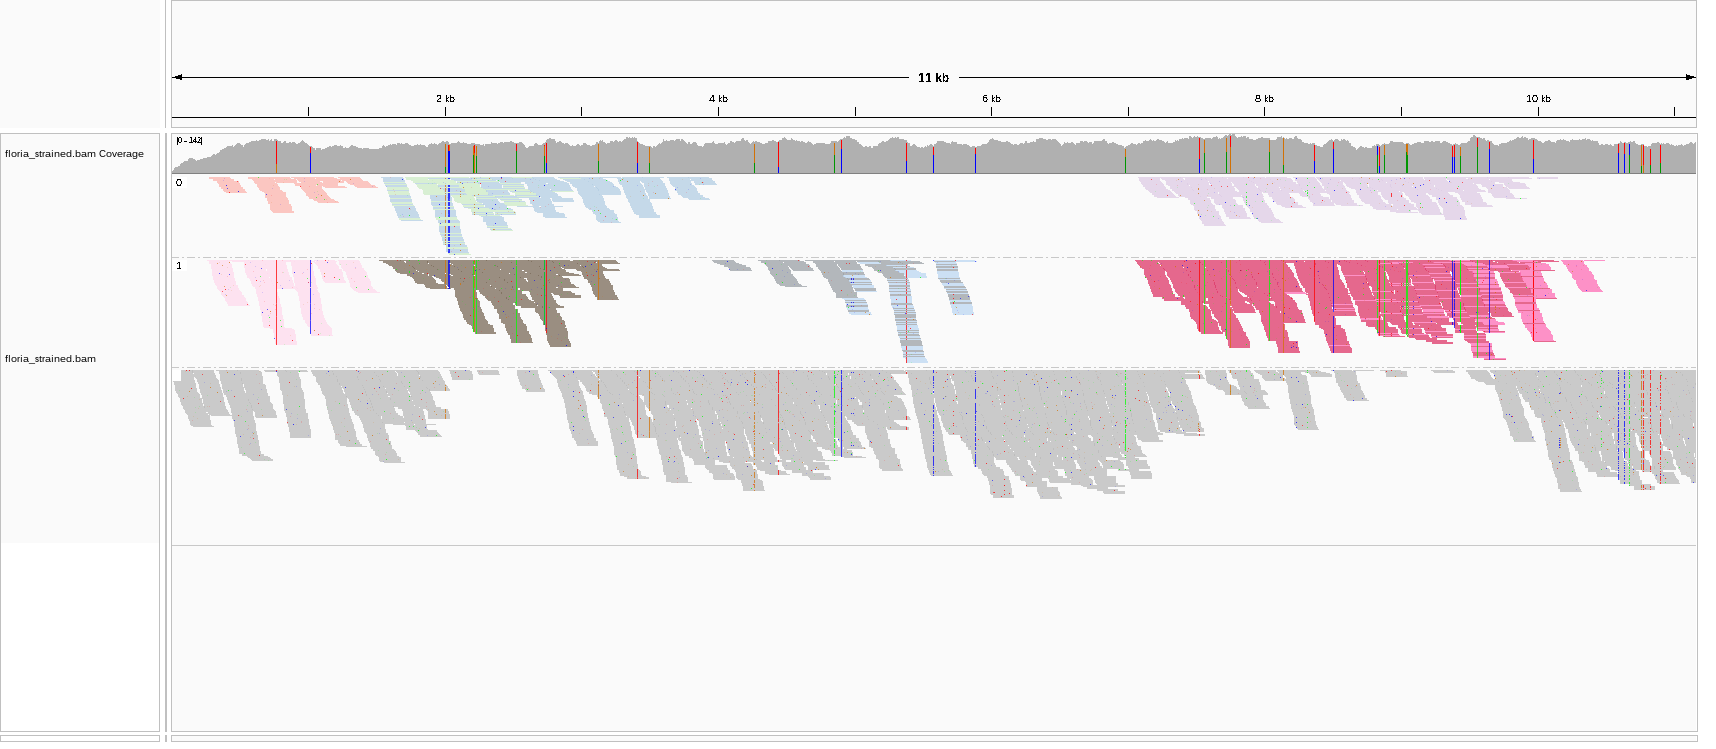 11 kb
2 kb
4 kb
6 kb
8 kb
10 kb
floria_strained.bam Coverage
[0 - 142]
0
1
floria_strained.bam